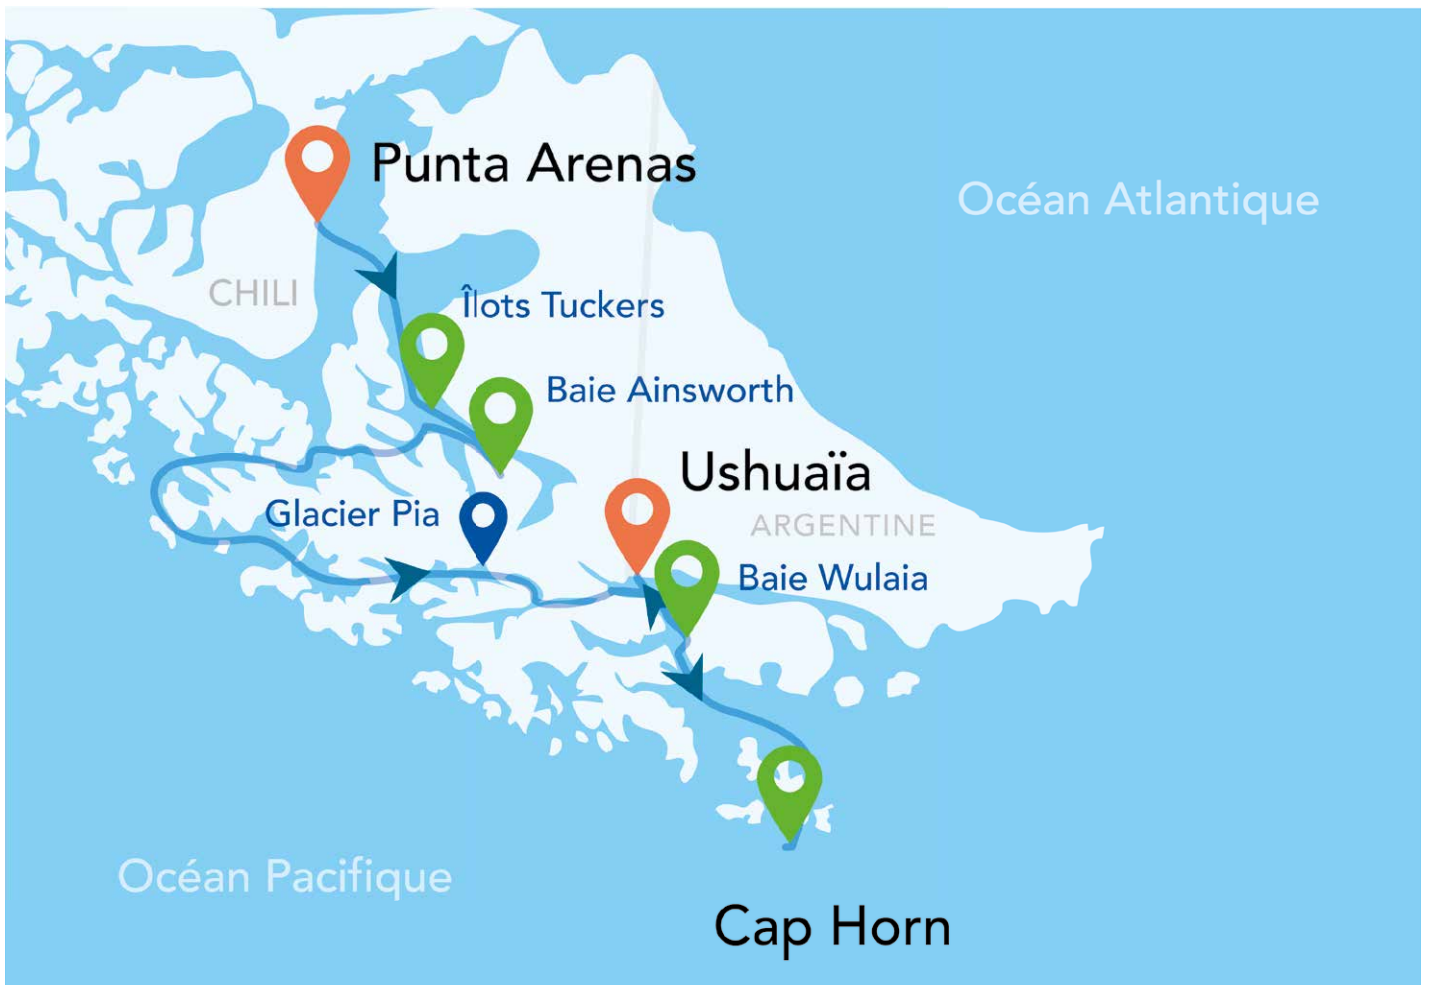 Punta Arenas
Océan Atlantique
CHILI
Îlots Tuckers
Baie Ainsworth
Ushuaïa
Glacier Pia
ARGENTINE
Baie Wulaia
Océan Pacifique
Cap Horn